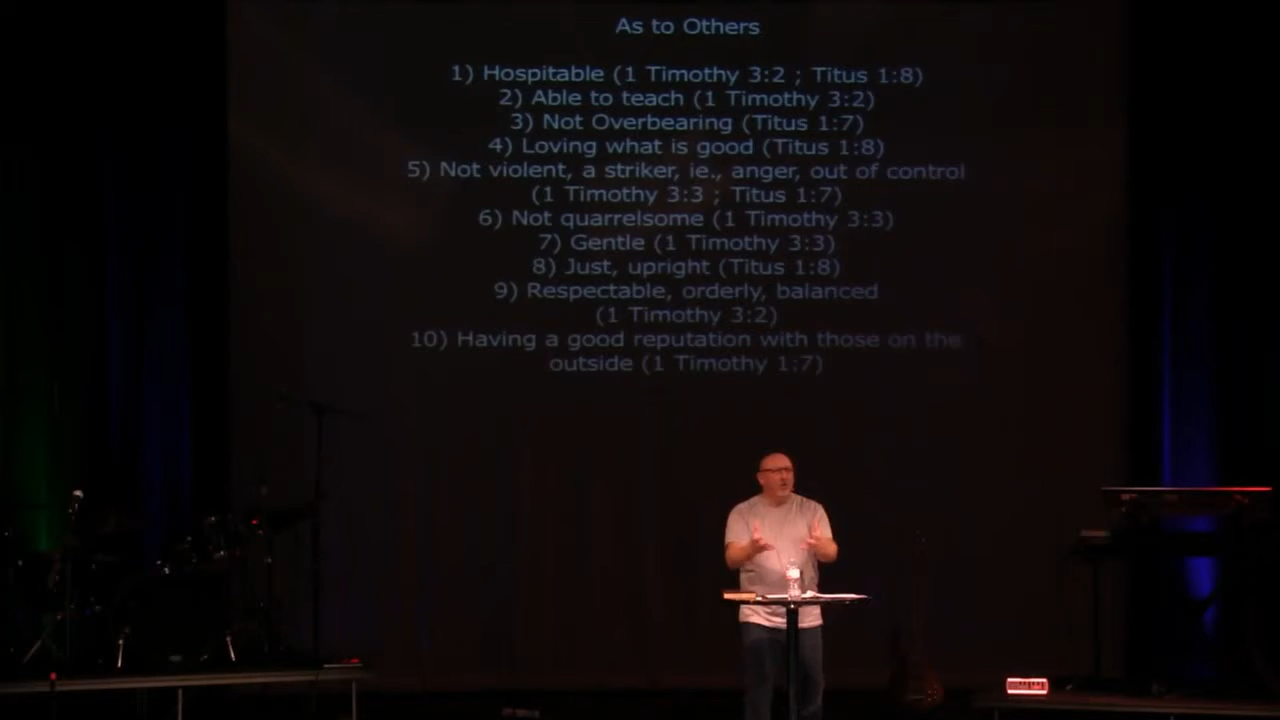 As to Others
1) Hospitable (1 Timothy 3:2 ; Titus 1:8)
2) Able to teach (1 Timothy 3:2)
3) Not Overbearing (Titus 1:7)
4) Loving what is good (Titus 1:8)
5) Not violent, a striker, ie., anger, out of control
(1 Timothy 3:3 ; Titus 1:7)
6) Not quarrelsome (1 Timothy 3:3)
7) Gentle (1 Timothy 3:3)
8) Just, upright (Titus 1:8)
9) Respectable, orderly, balanced
(1 Timothy 3:2)
10) Having a good reputation with those on the
outside (1 Timothy 1:7)